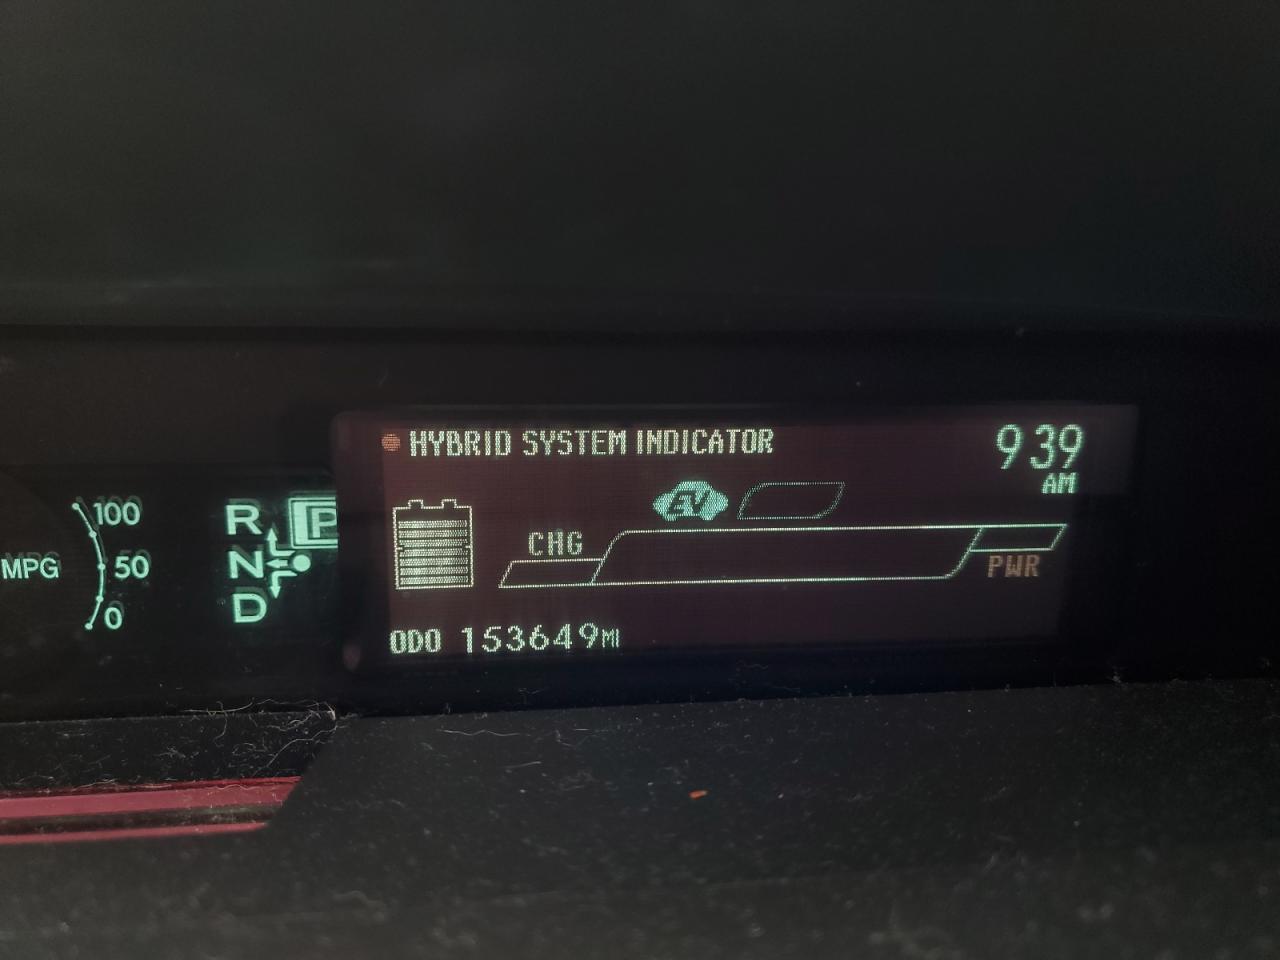 HYBRID SYSTEM INDICATOR
9 39
AM
EV
100
MPG
50
0
R
P
N
D
CHG
PWR
ODO 153649MI